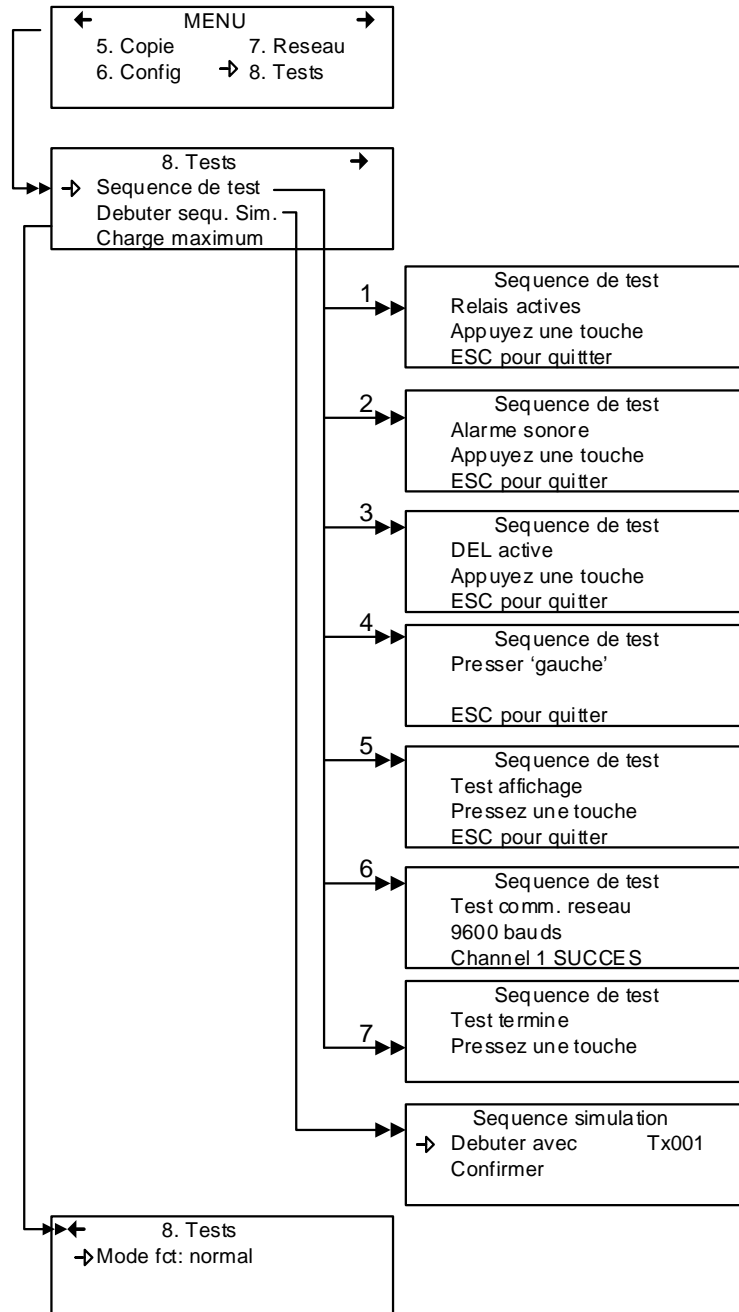 MENU
5. Copie 7. Reseau
6. Config 8. Tests
8. Tests
Sequence de test
Debuter sequ. Sim.
Charge maximum
1
Sequence de test
Relais actives
Appuyez une touche
ESC pour quittter
2
Sequence de test
Alarme sonore
Appuyez une touche
ESC pour quitter
3
Sequence de test
DEL active
Appuyez une touche
ESC pour quitter
4
Sequence de test
Presser ‘gauche’
ESC pour quitter
5
Sequence de test
Test affichage
Pressez une touche
ESC pour quitter
6
Sequence de test
Test comm. reseau
9600 bauds
Channel 1 SUCCES
7
Sequence de test
Test termine
Pressez une touche
Sequence simulation
Debuter avec Tx001
Confirmer
8. Tests
Mode fct: normal